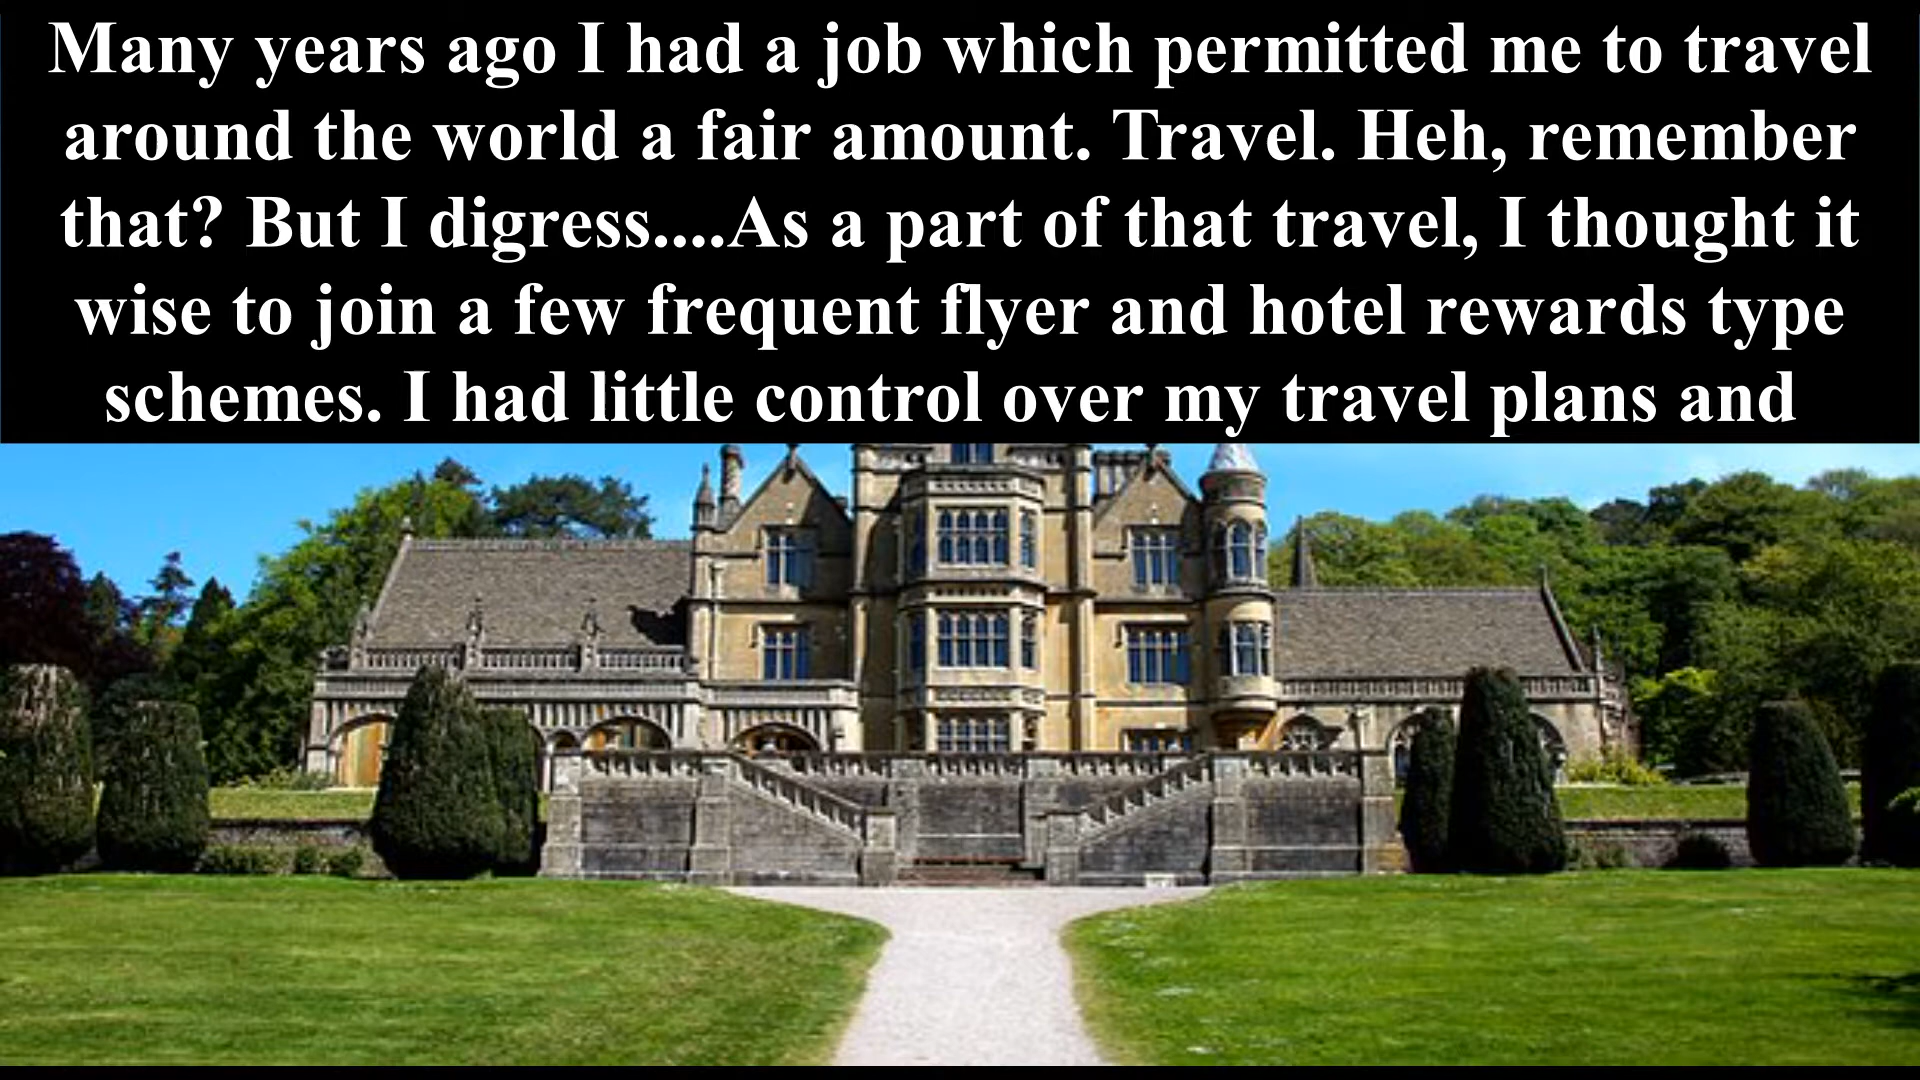 Many years ago I had a job which permitted me to travel
around the world a fair amount. Travel. Heh, remember
that? But I digress....As a part of that travel, I thought it
wise to join a few frequent flyer and hotel rewards type
schemes. I had little control over my travel plans and